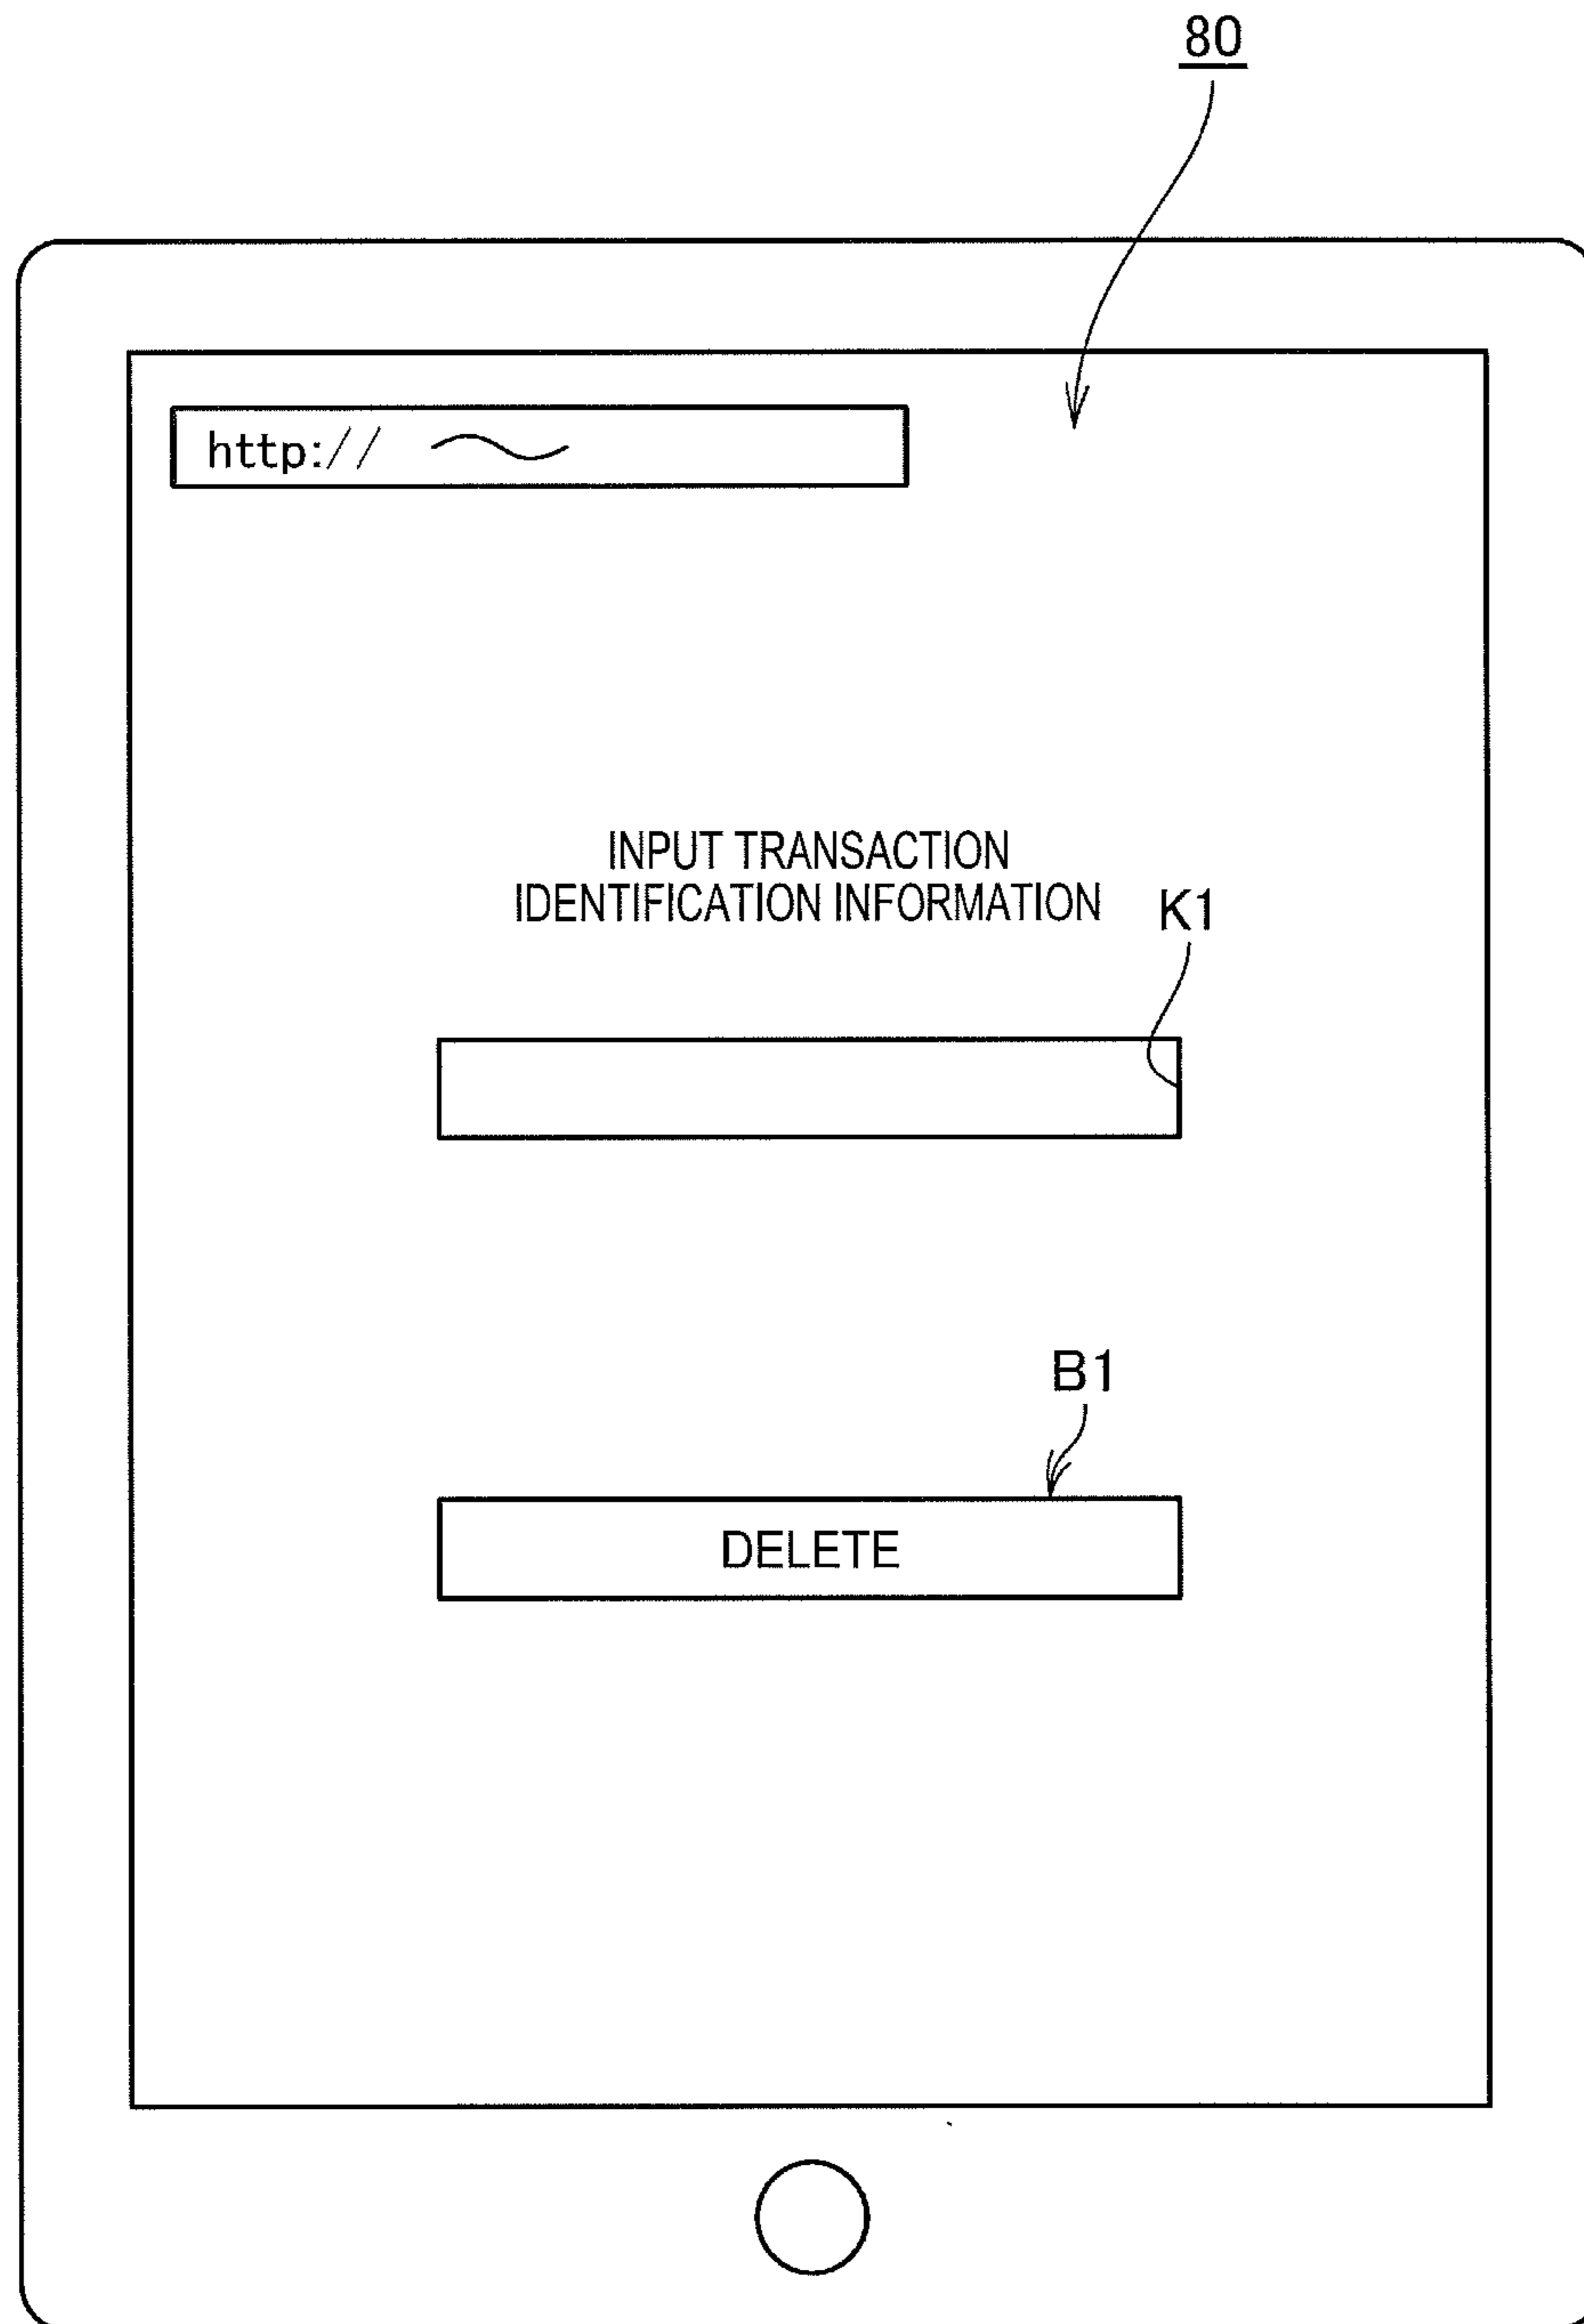 80
http://
INPUT TRANSACTION
IDENTIFICATION INFORMATION
K1
B1
DELETE